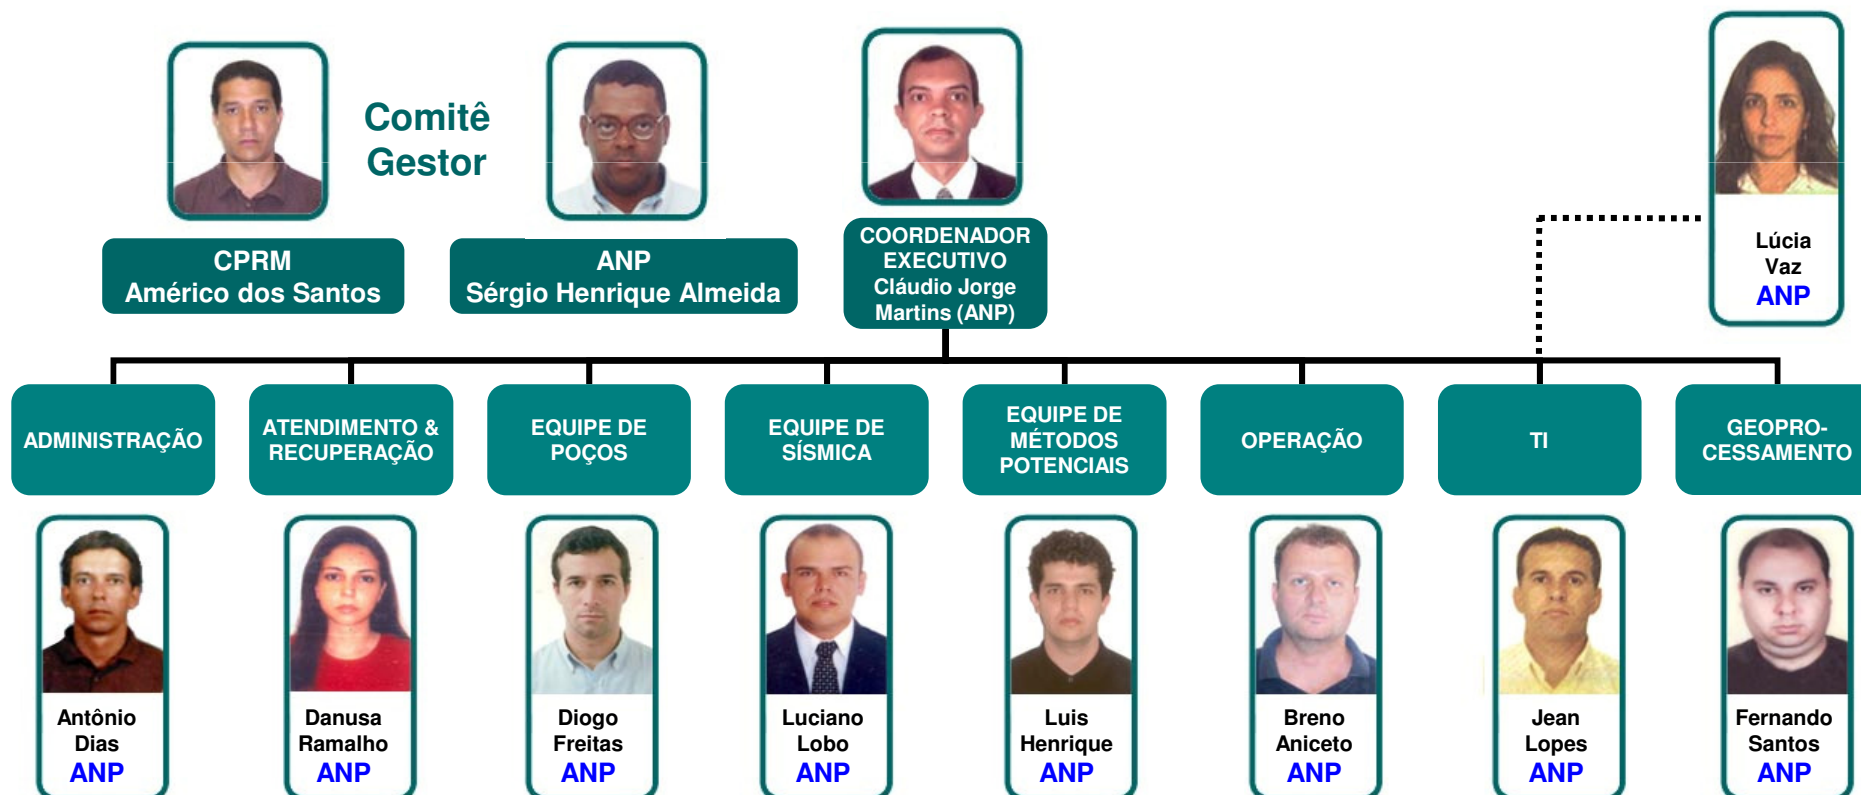 Comitê
Gestor
CPRM
Américo dos Santos
ANP
Sérgio Henrique Almeida
COORDENADOR
EXECUTIVO
Cláudio Jorge
Martins (ANP)
Lúcia
Vaz
ANP
ADMINISTRAÇÃO
ATENDIMENTO &
RECUPERAÇÃO
EQUIPE DE
POÇOS
EQUIPE DE
SÍSMICA
EQUIPE DE
MÉTODOS
POTENCIAIS
OPERAÇÃO
TI
GEOPRO-
CESSAMENTO
Antônio
Dias
ANP
Danusa
Ramalho
ANP
Diogo
Freitas
ANP
Luciano
Lobo
ANP
Luis
Henrique
ANP
Breno
Aniceto
ANP
Jean
Lopes
ANP
Fernando
Santos
ANP